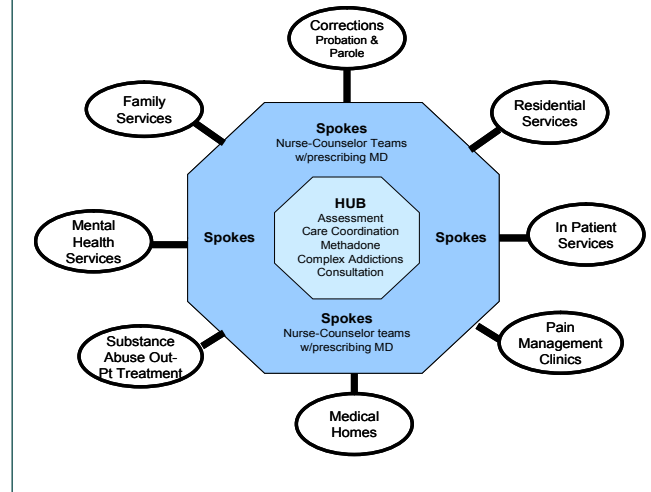 Corrections
Probation &
Parole
Family
Services
Residential
Services
Spokes
Nurse-Counselor Teams
w/prescribing MD
HUB
Assessment
Care Coordination
Methadone
Complex Addictions
Consultation
Mental
Health
Services
Spokes
Spokes
In Patient
Services
Spokes
Nurse-Counselor teams
w/prescribing MD
Substance
Abuse Out-
Pt Treatment
Pain
Management
Clinics
Medical
Homes